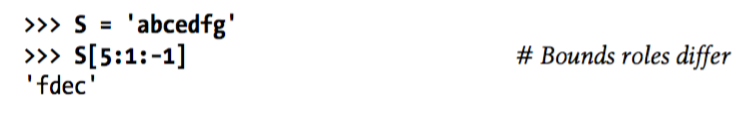 >>> S = 'abcedfg'
>>> S[5:1:-1] # Bounds roles differ
'fdec'